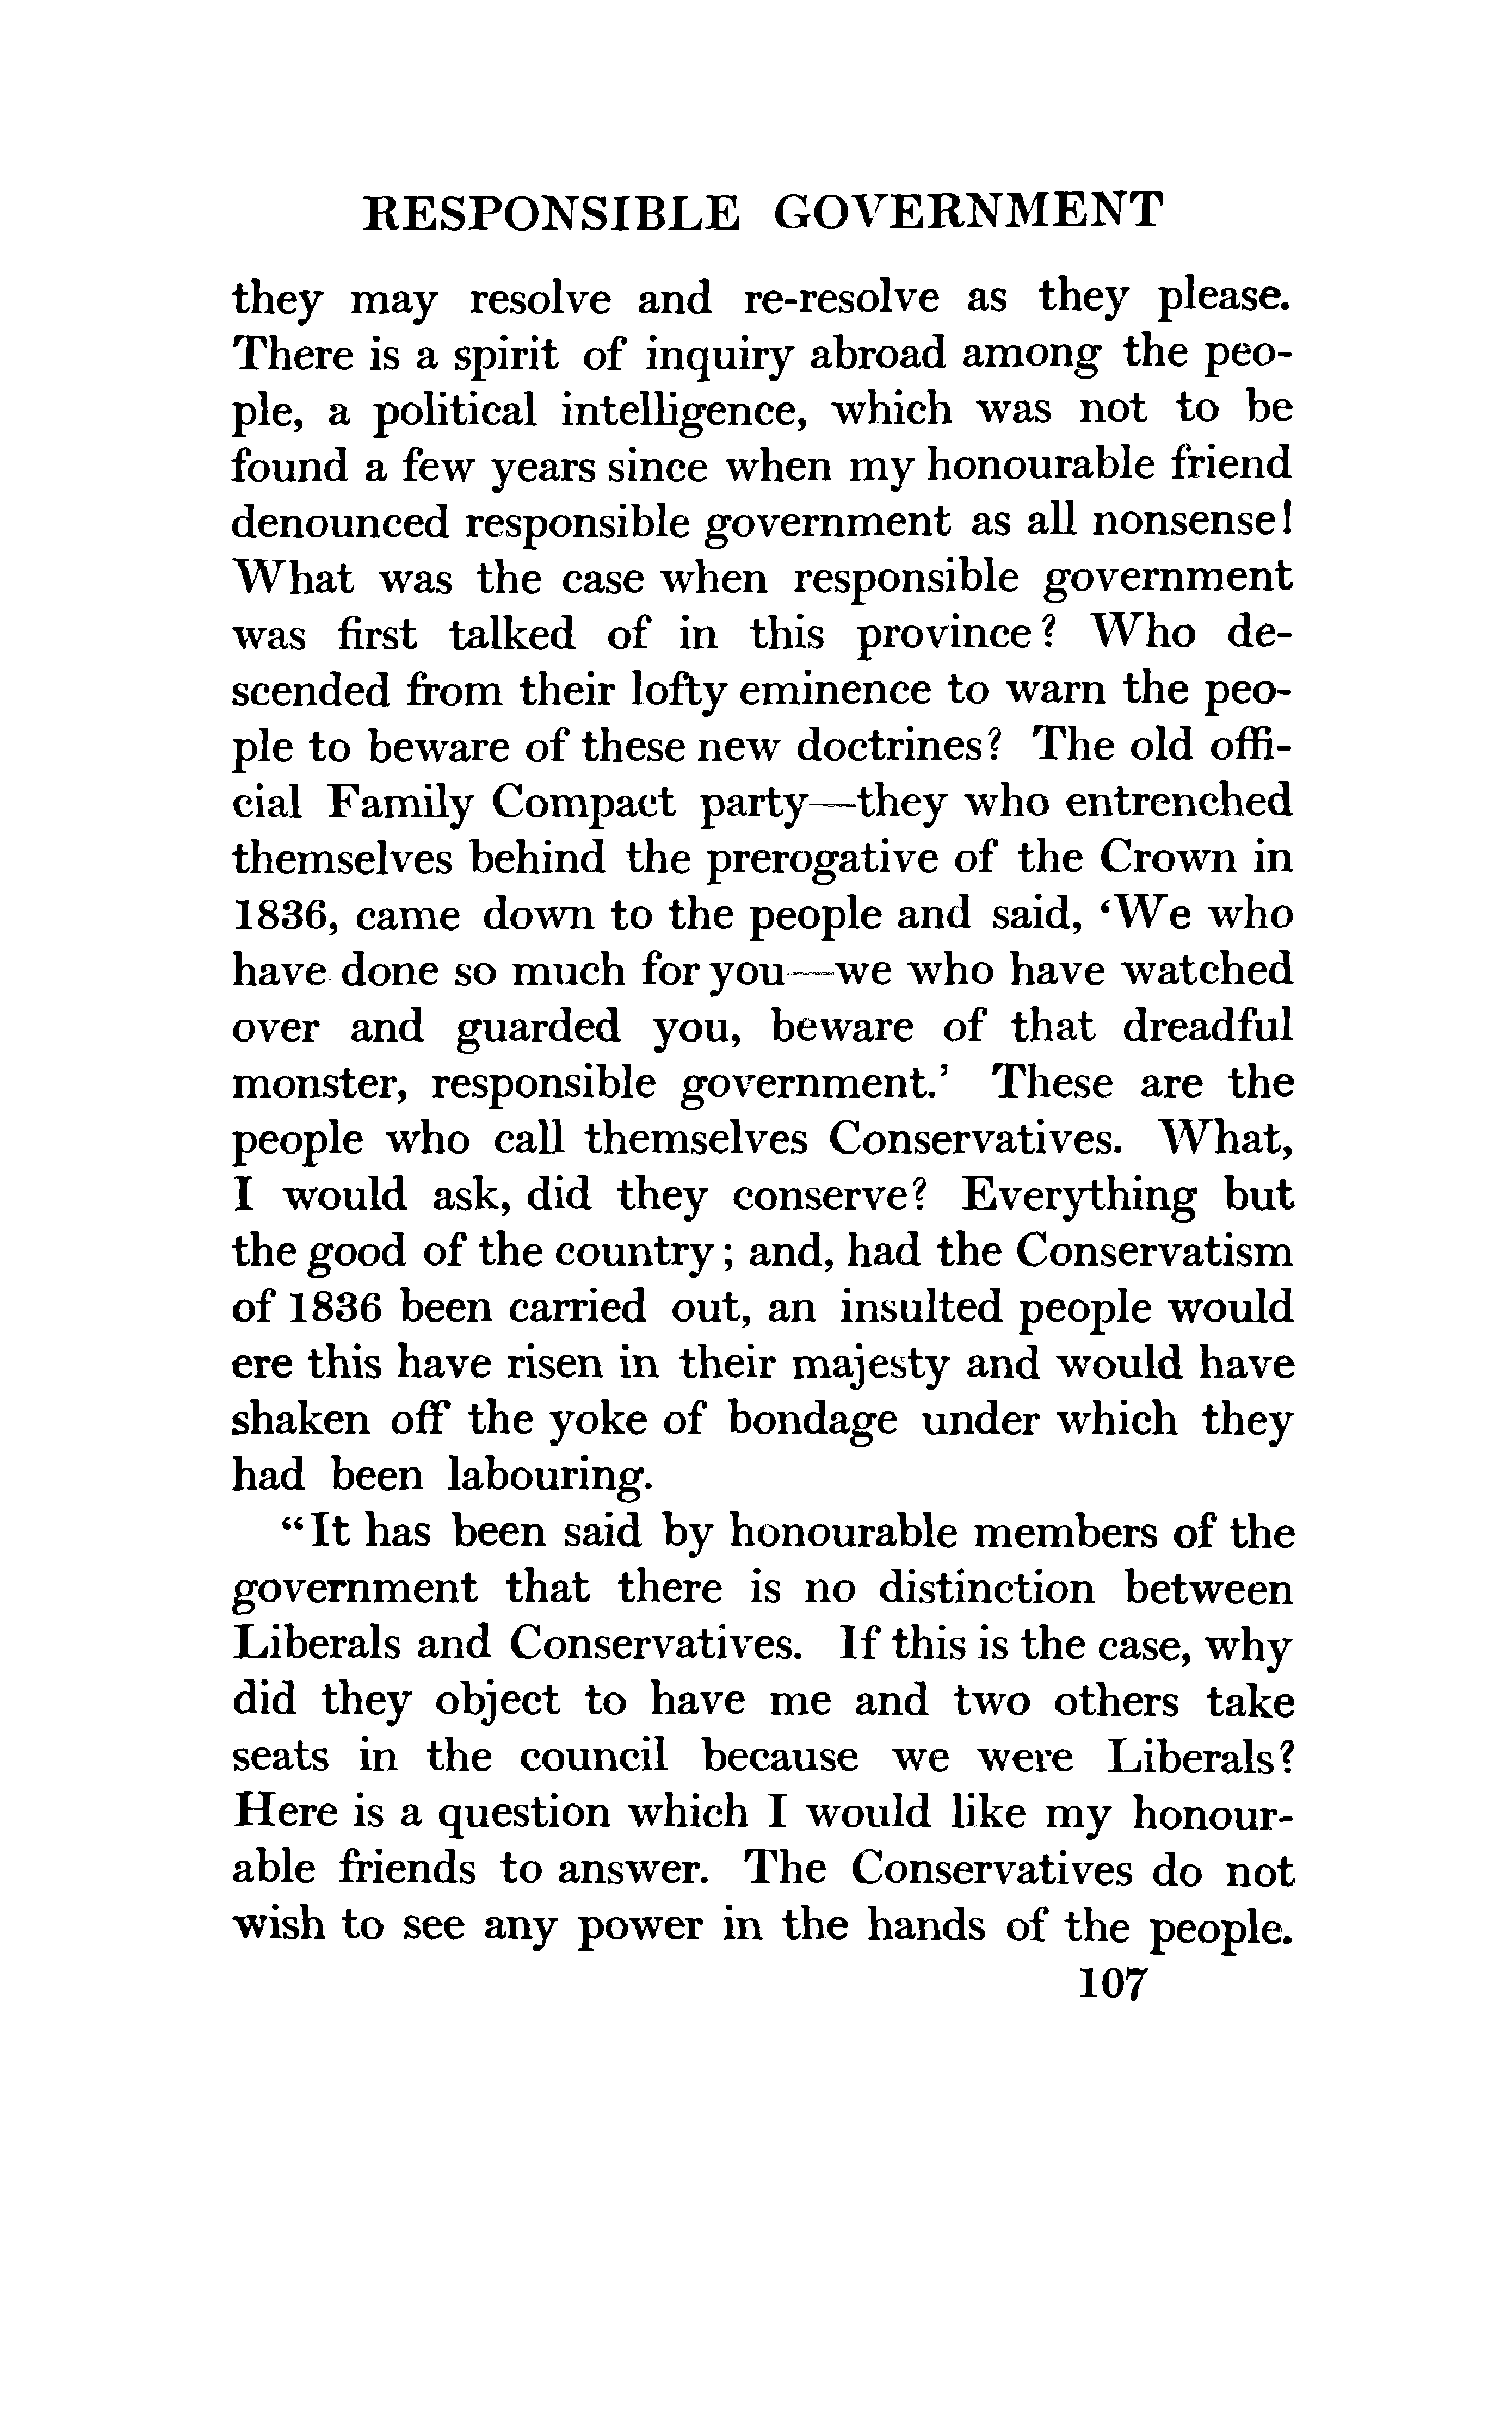 RESPONSIBLE GOVERNMENT
they may resolve and re-resolve as they please.
There is a spirit of inquiry abroad among the peo-
ple, a political intelligence, which was not to be
found a few years since when my honourable friend
denounced responsible government as all nonsense!
What was the case when responsible government
was first talked of in this province? Who de-
scended from their lofty eminence to warn the peo-
ple to beware of these new doctrines? The old offi-
cial Family Compact party—they who entrenched
themselves behind the prerogative of the Crown in
1836, came down to the people and said, ‘We who
have done so much for you—we who have watched
over and guarded you, beware of that dreadful
monster, responsible government.’ These are the
people who call themselves Conservatives. What,
I would ask, did they conserve? Everything but
the good of the country; and, had the Conservatism
of 1836 been carried out, an insulted people would
ere this have risen in their majesty and would have
shaken off the yoke of bondage under which they
had been labouring.
“It has been said by honourable members of the
government that there is no distinction between
Liberals and Conservatives. If this is the case, why
did they object to have me and two others take
seats in the council because we were Liberals?
Here is a question which I would like my honour-
able friends to answer. The Conservatives do not
wish to see any power in the hands of the people.
107